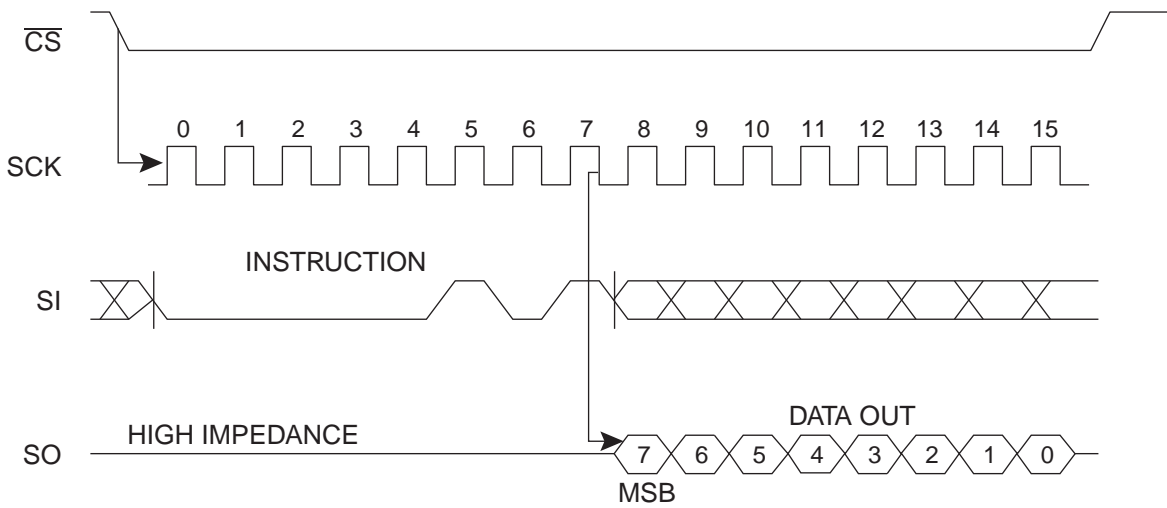 CS
0 1 2 3 4 5 6 7 8 9 10 11 12 13 14 15
SCK
INSTRUCTION
SI
DATA OUT
HIGH IMPEDANCE
SO
7 6 5 4 3 2 1 0
MSB